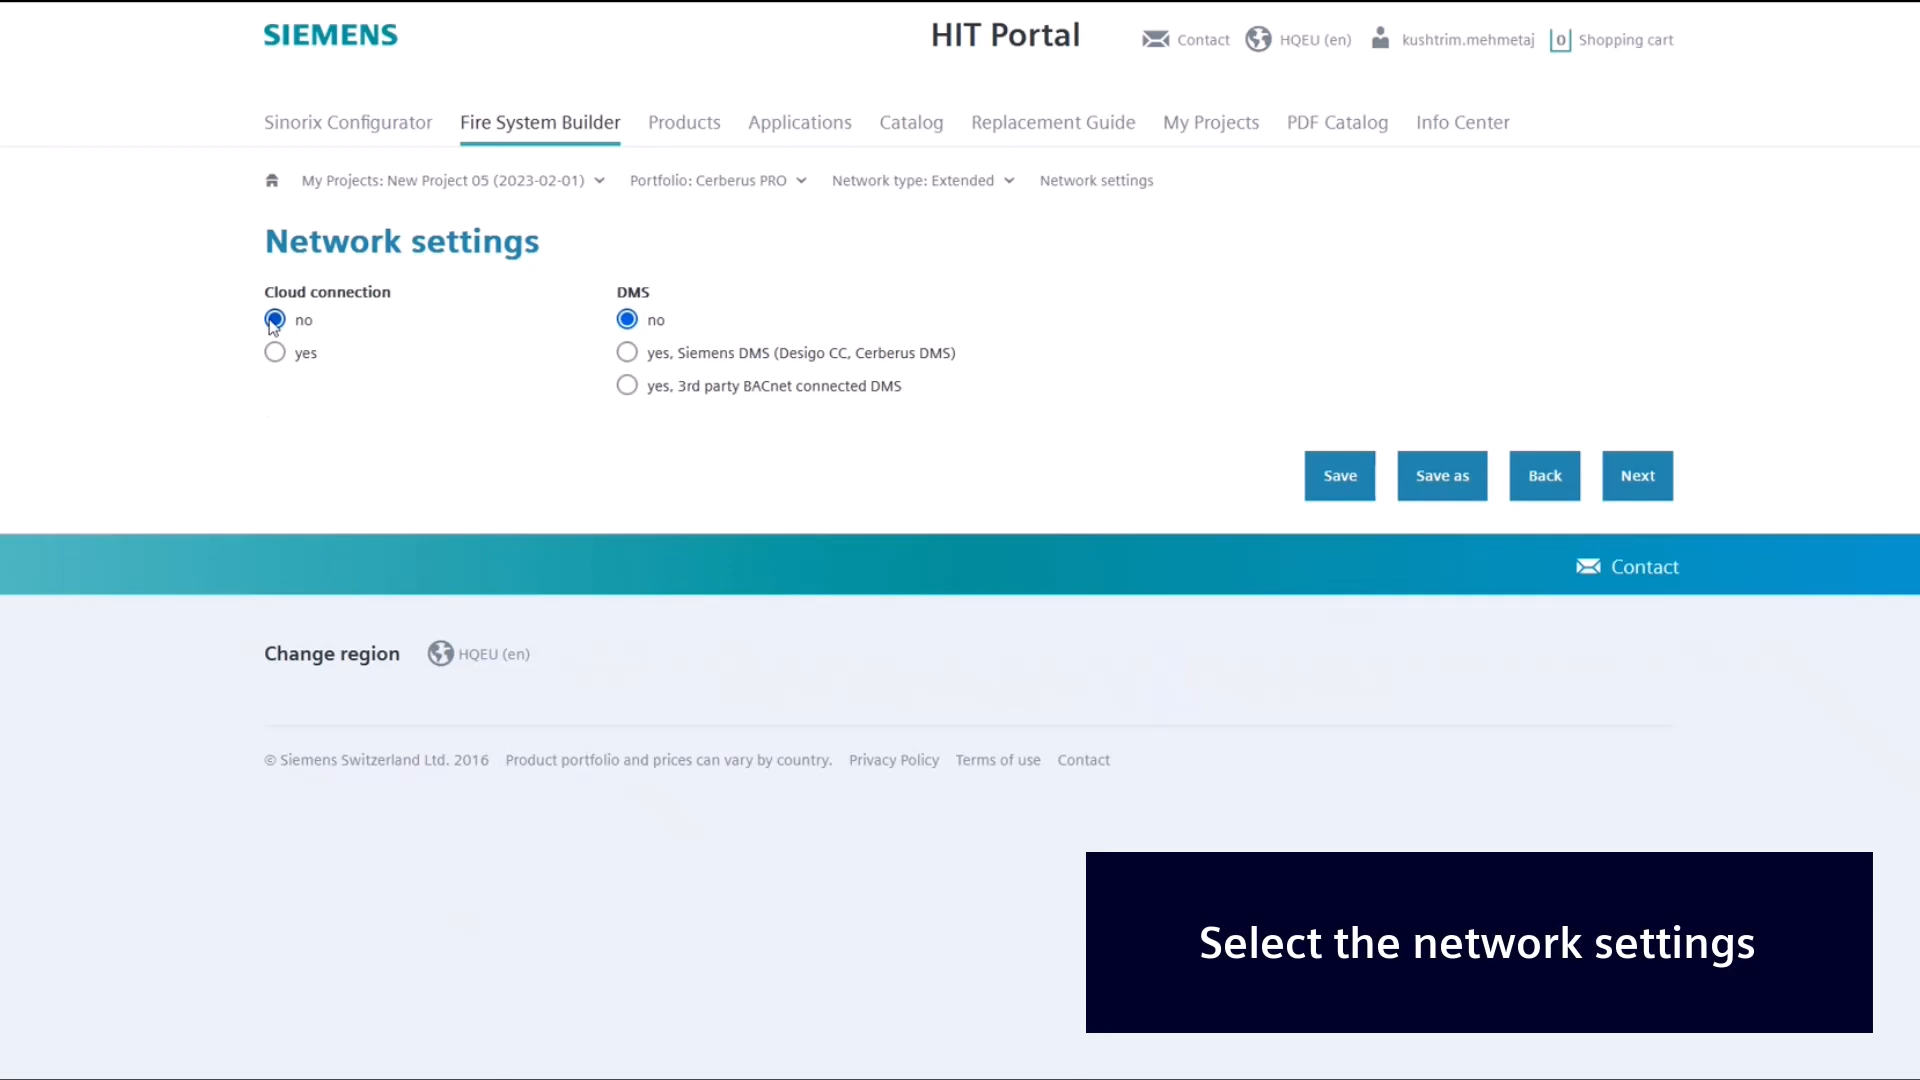 SIEMENS
HIT Portal
Contact
HQEU (en)
kushtrim.mehmetaj
0
Shopping cart
Sinorix Configurator
Fire System Builder
Products
Applications
Catalog
Replacement Guide
My Projects
PDF Catalog
Info Center
My Projects: New Project 05 (2023-02-01)
Portfolio: Cerberus PRO
Network type: Extended
Network settings
Network settings
Cloud connection
no
yes
DMS
no
yes, Siemens DMS (Desigo CC, Cerberus DMS)
yes, 3rd party BACnet connected DMS
Save
Save as
Back
Next
Contact
Change region
HQEU (en)
© Siemens Switzerland Ltd. 2016
Product portfolio and prices can vary by country.
Privacy Policy
Terms of use
Contact
Select the network settings